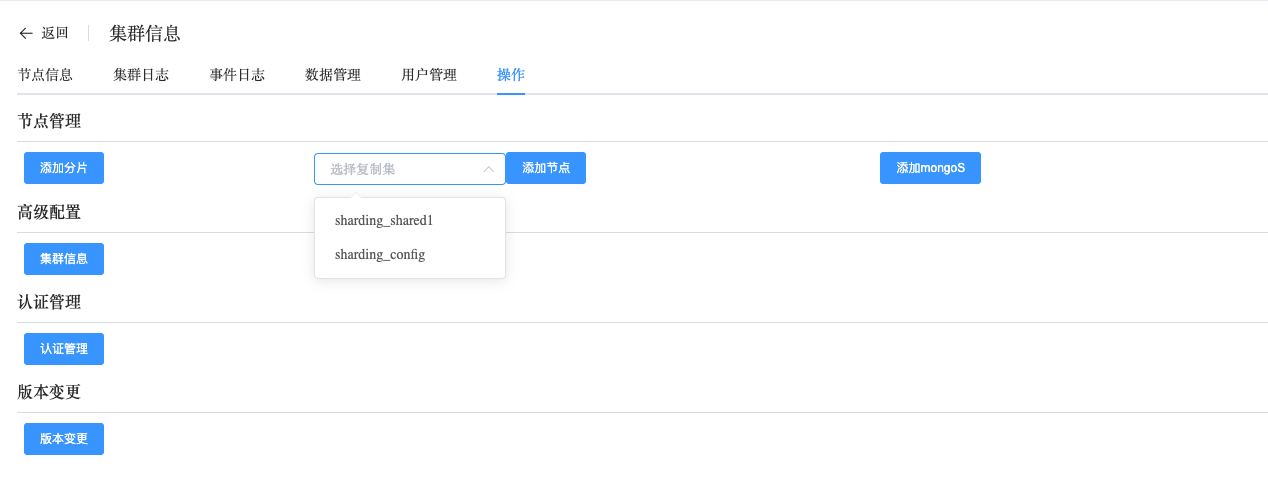 返回 集群信息
节点信息 集群日志 事件日志 数据管理 用户管理 操作
节点管理
添加分片 选择复制集 添加节点 添加mongoS
sharding_shared1
高级配置
sharding_config
集群信息
认证管理
认证管理
版本变更
版本变更